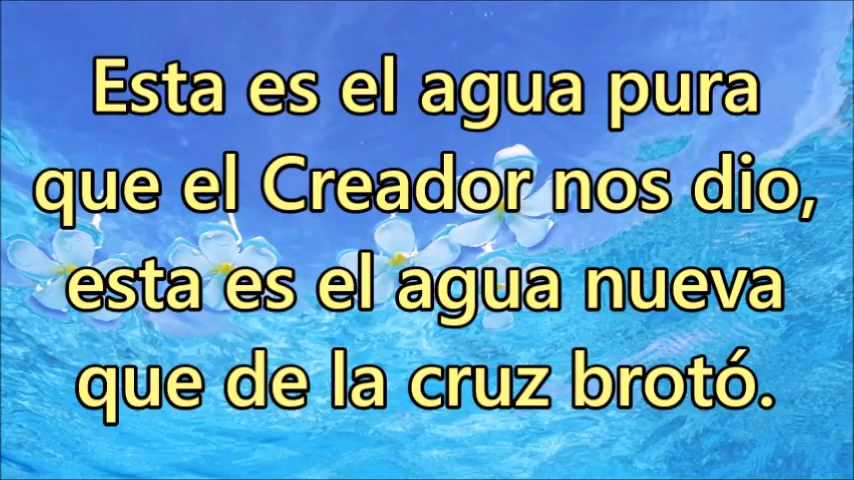 Esta es el agua pura
que el Creador nos dio,
esta es el agua nueva
que de la cruz brotó.